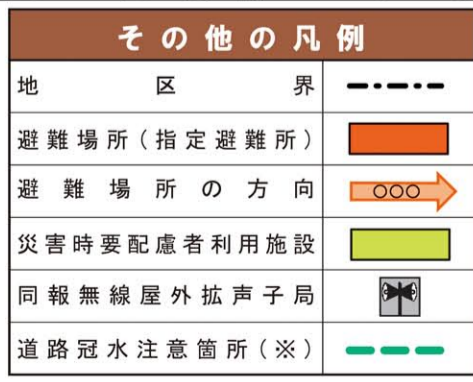 その他の凡例
地区界
避難場所（指定避難所）
避難場所の方向
○○○
災害時要配慮者利用施設
同報無線屋外拡声子局
道路冠水注意箇所（※）